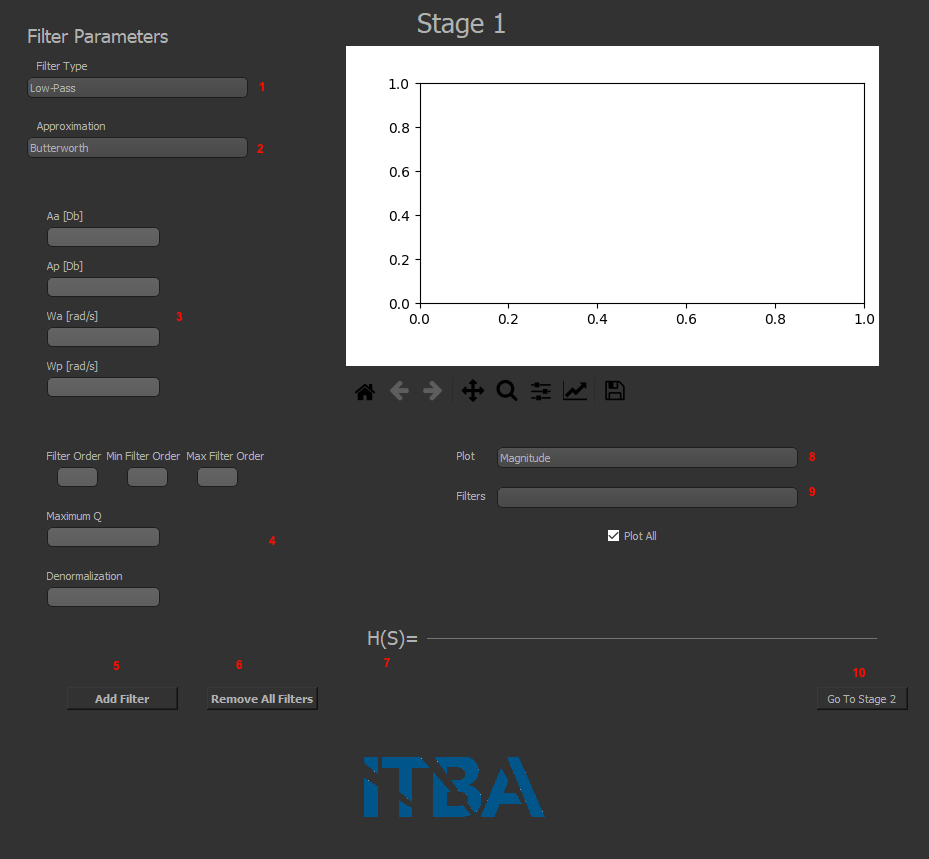 Stage 1
Filter Parameters
Filter Type
Low-Pass
1
Approximation
Butterworth
2
Aa [Db]
Ap [Db]
Wa [rad/s]
3
Wp [rad/s]
Filter Order Min Filter Order Max Filter Order
Maximum Q
4
Denormalization
5
6
Add Filter
Remove All Filters
1.0
0.8
0.6
0.4
0.2
0.0
0.0 0.2 0.4 0.6 0.8 1.0
Plot
Magnitude
8
Filters
9
Plot All
H(S)=
7
10
Go To Stage 2
ITBA